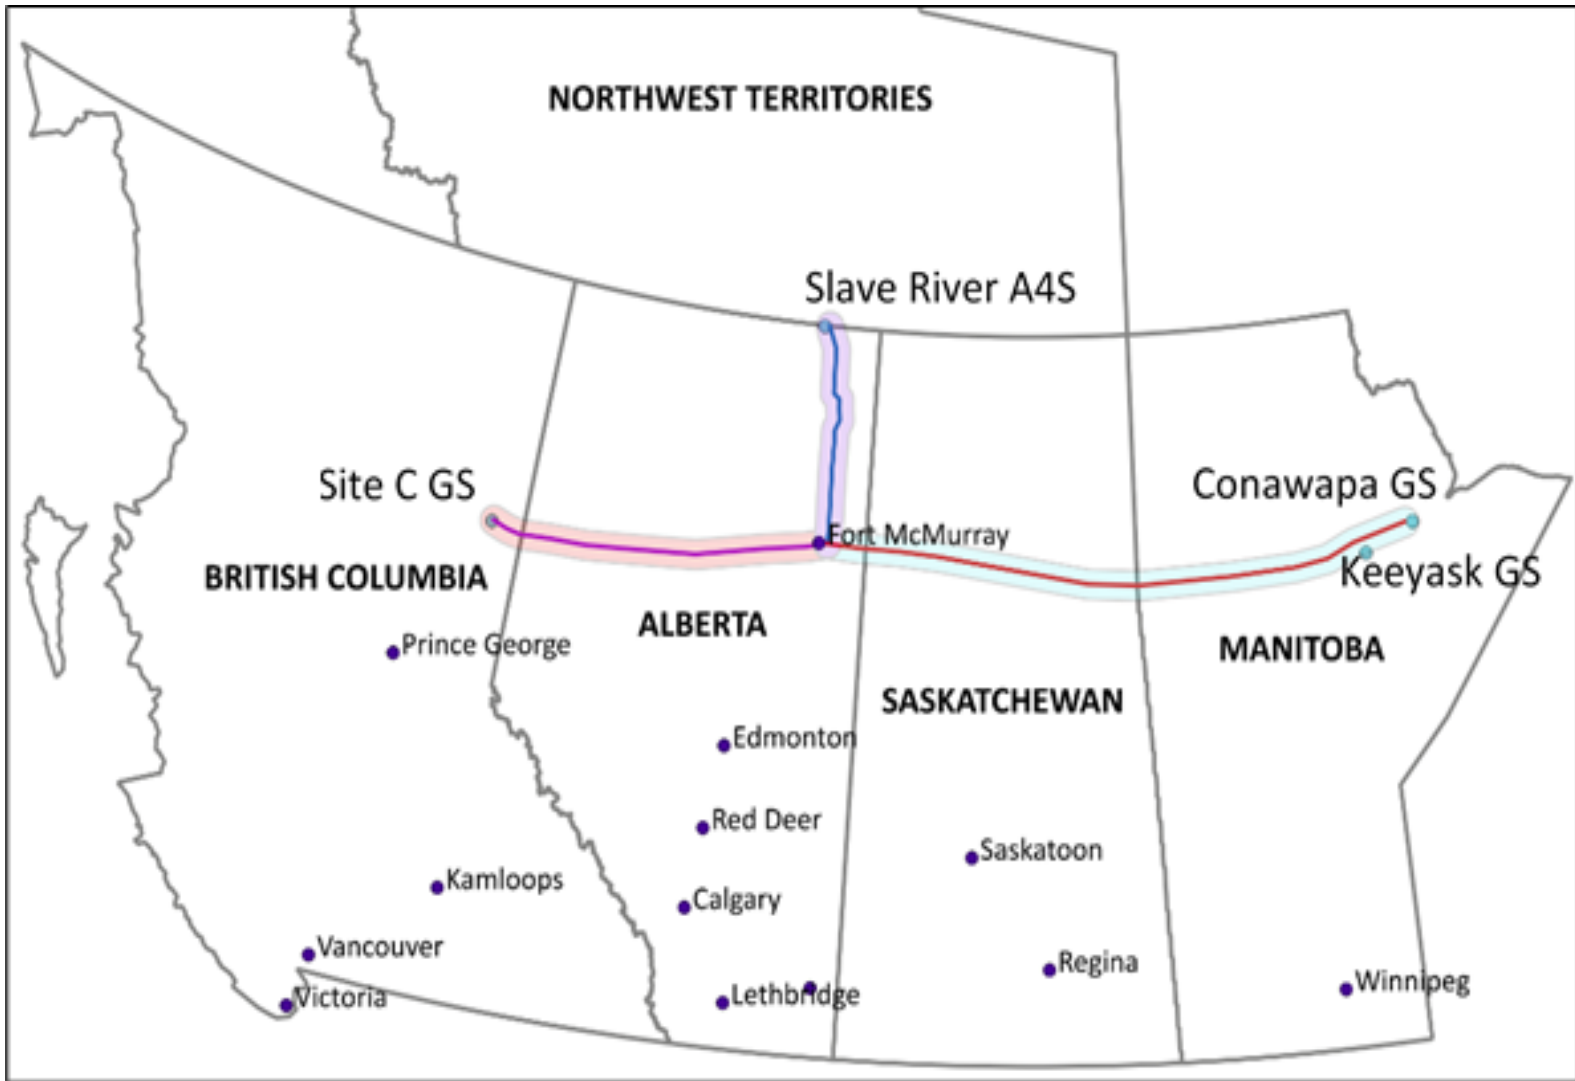 NORTHWEST TERRITORIES
Slave River A4S
Site C GS
Conawapa GS
Fort McMurray
Keeyask GS
BRITISH COLUMBIA
ALBERTA
MANITOBA
Prince George
SASKATCHEWAN
Edmonton
Red Deer
Saskatoon
Kamloops
Calgary
Vancouver
Regina
Winnipeg
Victoria
Lethbridge